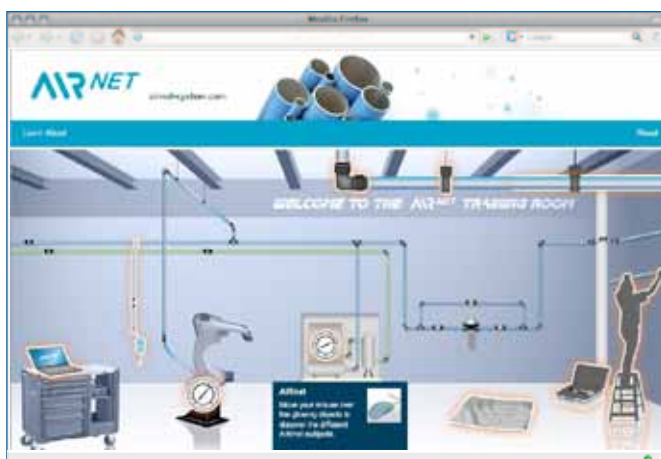 Mozilla Firefox
AIRNET
Learn About
WELCOME TO THE AIRNET TRAINING ROOM
AIRnet
Move your mouse over
the glowing objects to
discover the different
AIRnet subjects.